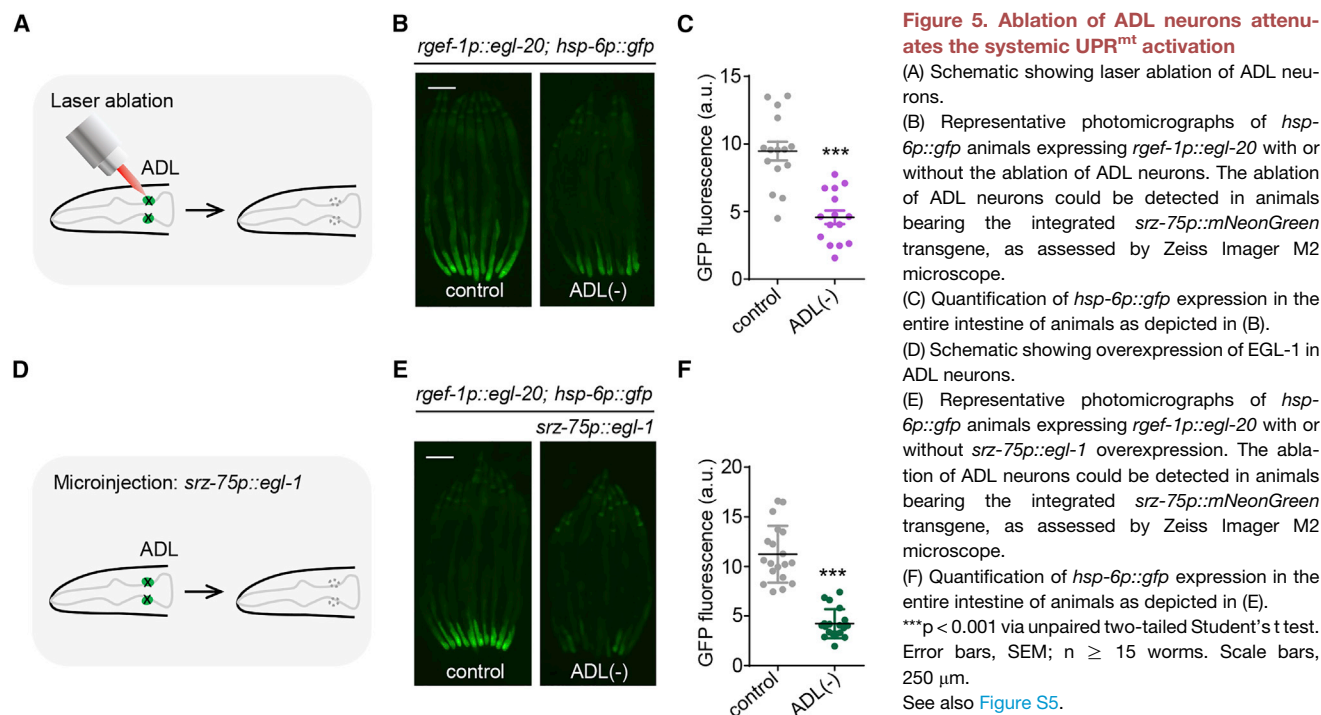 A
Laser ablation
ADL
B
rgef-1p::egl-20; hsp-6p::gfp
control
ADL(-)
C
GFP fluorescence (a.u.)
15
10
5
0
***
control
ADL(-)
D
Microinjection: srz-75p::egl-1
ADL
E
rgef-1p::egl-20; hsp-6p::gfp
srz-75p::egl-1
control
ADL(-)
F
GFP fluorescence (a.u.)
20
15
10
5
0
***
control
ADL(-)
Figure 5. Ablation of ADL neurons attenu-
ates the systemic UPRmt activation
(A) Schematic showing laser ablation of ADL neu-
rons.
(B) Representative photomicrographs of hsp-
6p::gfp animals expressing rgef-1p::egl-20 with or
without the ablation of ADL neurons. The ablation
of ADL neurons could be detected in animals
bearing the integrated srz-75p::mNeonGreen
transgene, as assessed by Zeiss Imager M2
microscope.
(C) Quantification of hsp-6p::gfp expression in the
entire intestine of animals as depicted in (B).
(D) Schematic showing overexpression of EGL-1 in
ADL neurons.
(E) Representative photomicrographs of hsp-
6p::gfp animals expressing rgef-1p::egl-20 with or
without srz-75p::egl-1 overexpression. The abla-
tion of ADL neurons could be detected in animals
bearing the integrated srz-75p::mNeonGreen
transgene, as assessed by Zeiss Imager M2
microscope.
(F) Quantification of hsp-6p::gfp expression in the
entire intestine of animals as depicted in (E).
***p < 0.001 via unpaired two-tailed Student's t test.
Error bars, SEM; n ≥ 15 worms. Scale bars,
250 μm.
See also Figure S5.